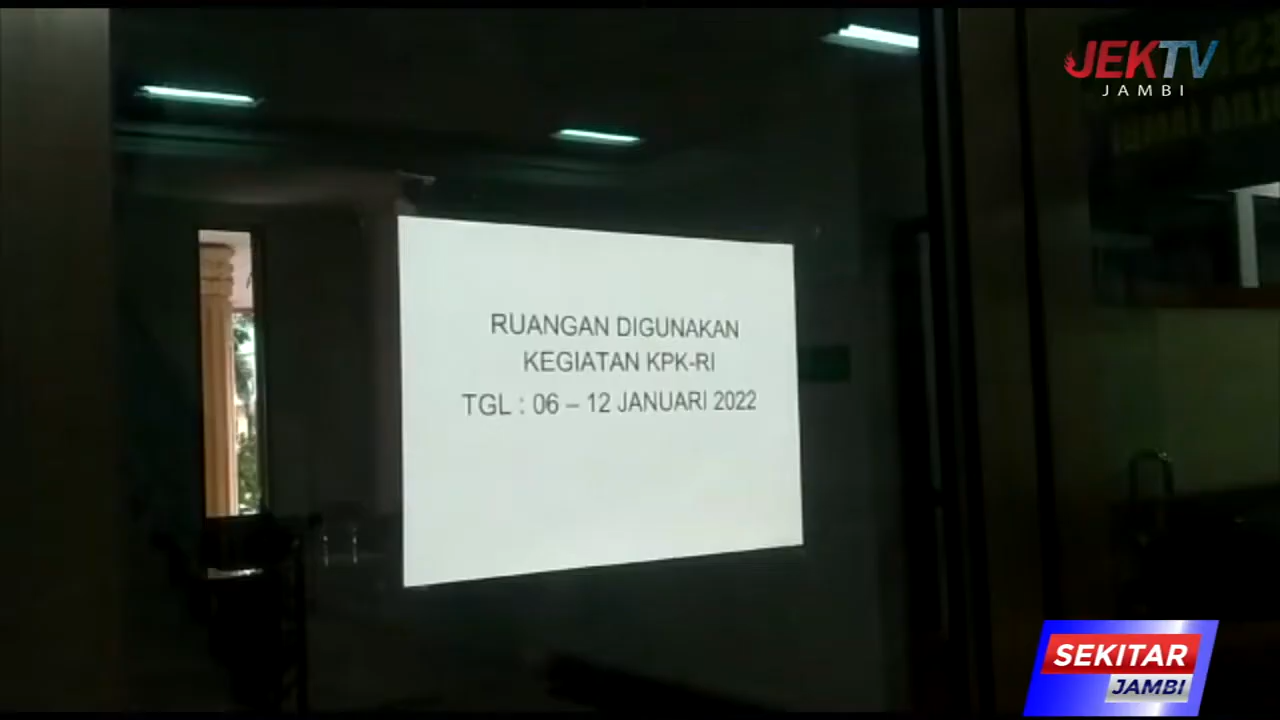 JEKTV
JAMBI
RUANGAN DIGUNAKAN
KEGIATAN KPK-RI
TGL : 06 – 12 JANUARI 2022
SEKITAR
JAMBI